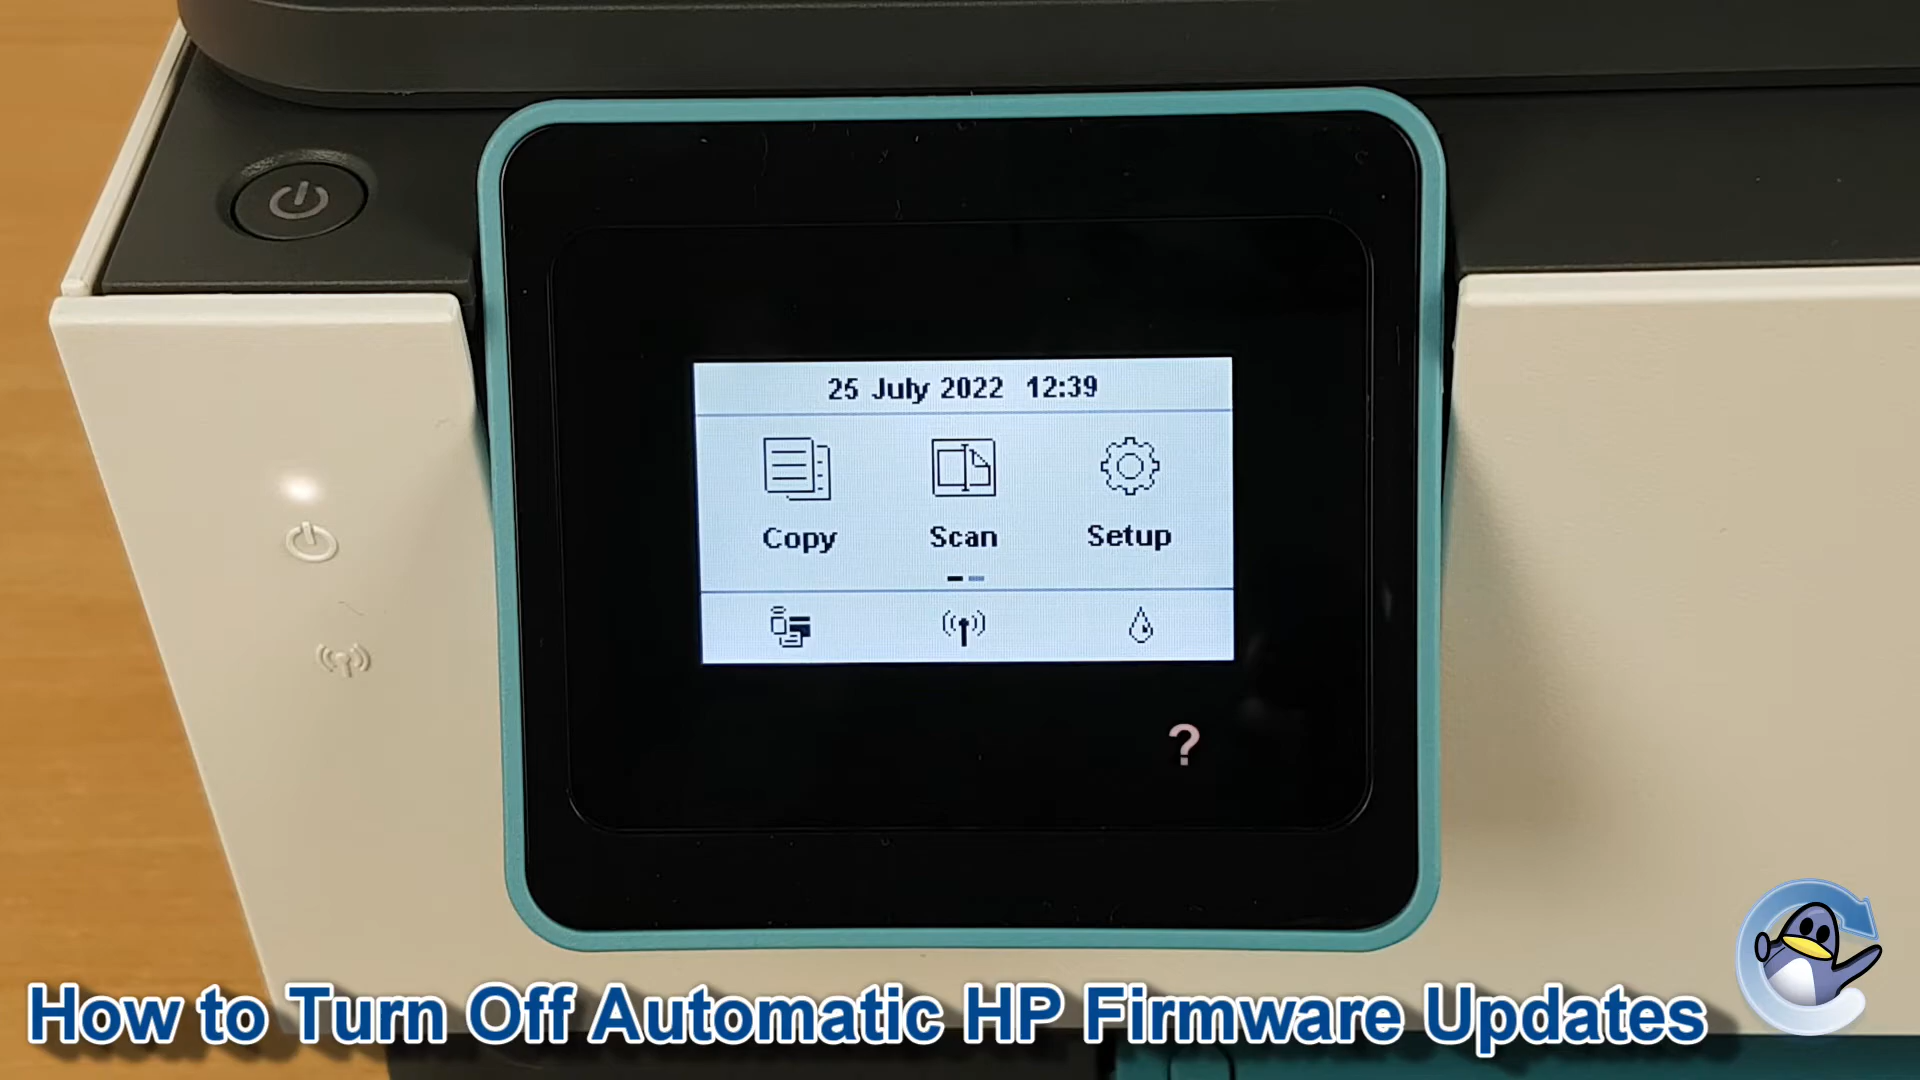 25 July 2022 12:39
Copy Scan Setup
?
How to Turn Off Automatic HP Firmware Updates